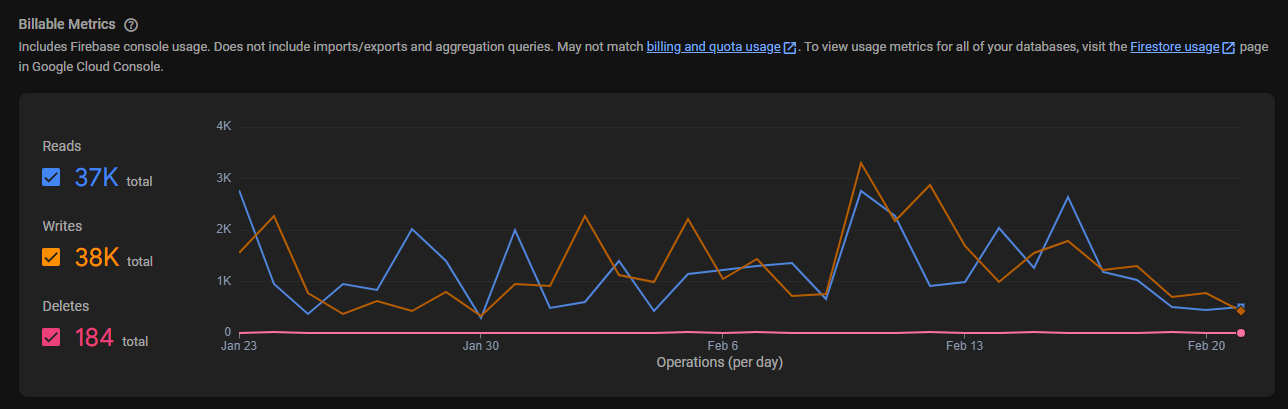 Billable Metrics
Includes Firebase console usage. Does not include imports/exports and aggregation queries. May not match billing and quota usage. To view usage metrics for all of your databases, visit the Firestore usage page
in Google Cloud Console.
Reads
37K total
Writes
38K total
Deletes
184 total
4K
3K
2K
1K
0
Jan 23 Jan 30 Feb 6 Feb 13 Feb 20
Operations (per day)